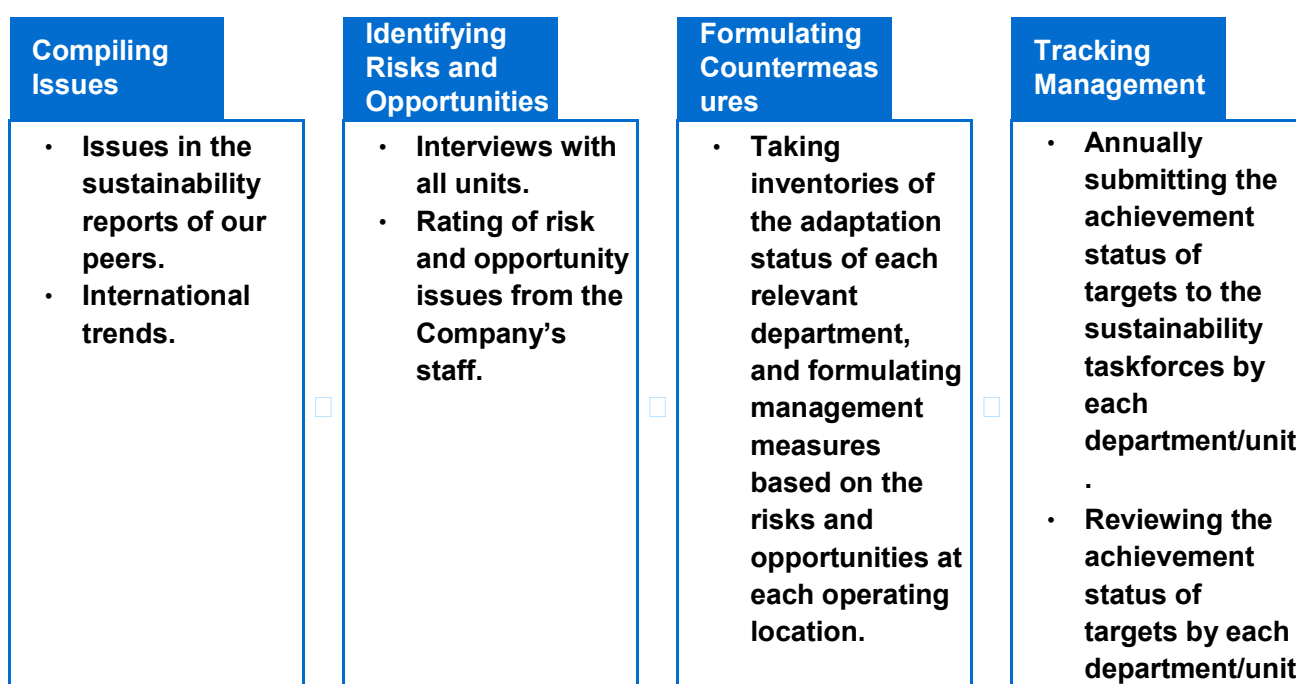 Compiling
Issues
• Issues in the
sustainability
reports of our
peers.
• International
trends.
Identifying
Risks and
Opportunities
• Interviews with
all units.
• Rating of risk
and opportunity
issues from the
Company’s
staff.
Formulating
Countermeas
ures
• Taking
inventories of
the adaptation
status of each
relevant
department,
and formulating
management
measures
based on the
risks and
opportunities at
each operating
location.
Tracking
Management
• Annually
submitting the
achievement
status of
targets to the
sustainability
taskforces by
each
department/unit
.
• Reviewing the
achievement
status of
targets by each
department/unit